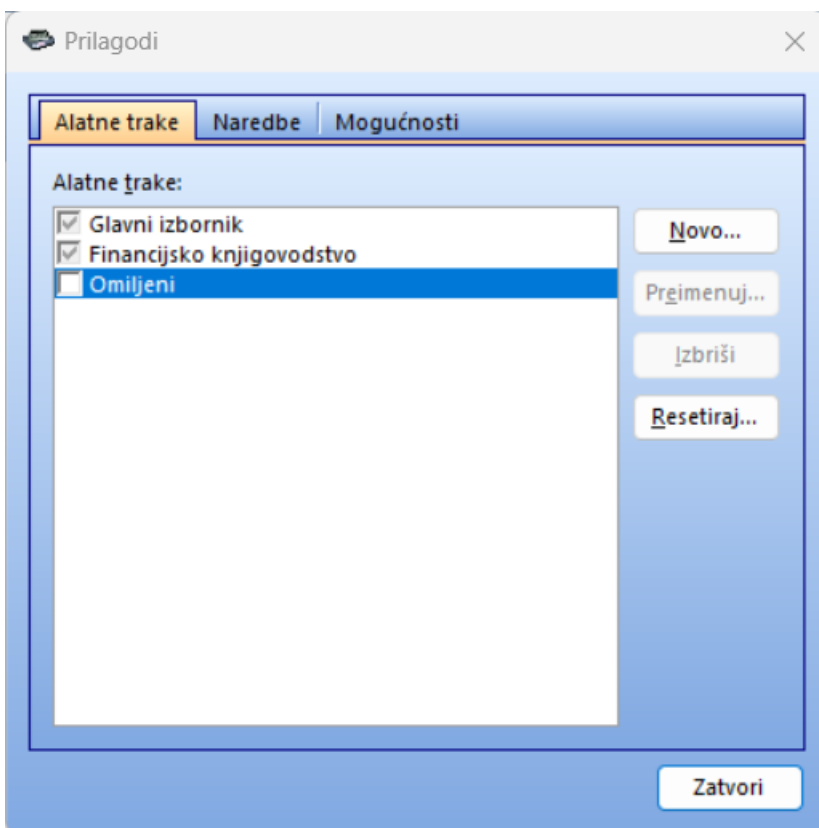 Prilagodi
Alatne trake Naredbe Mogućnosti
Alatne trake:
Glavni izbornik
Financijsko knjigovodstvo
Omiljeni
Novo...
Preimenuj...
Izbriši
Resetiraj...
Zatvori